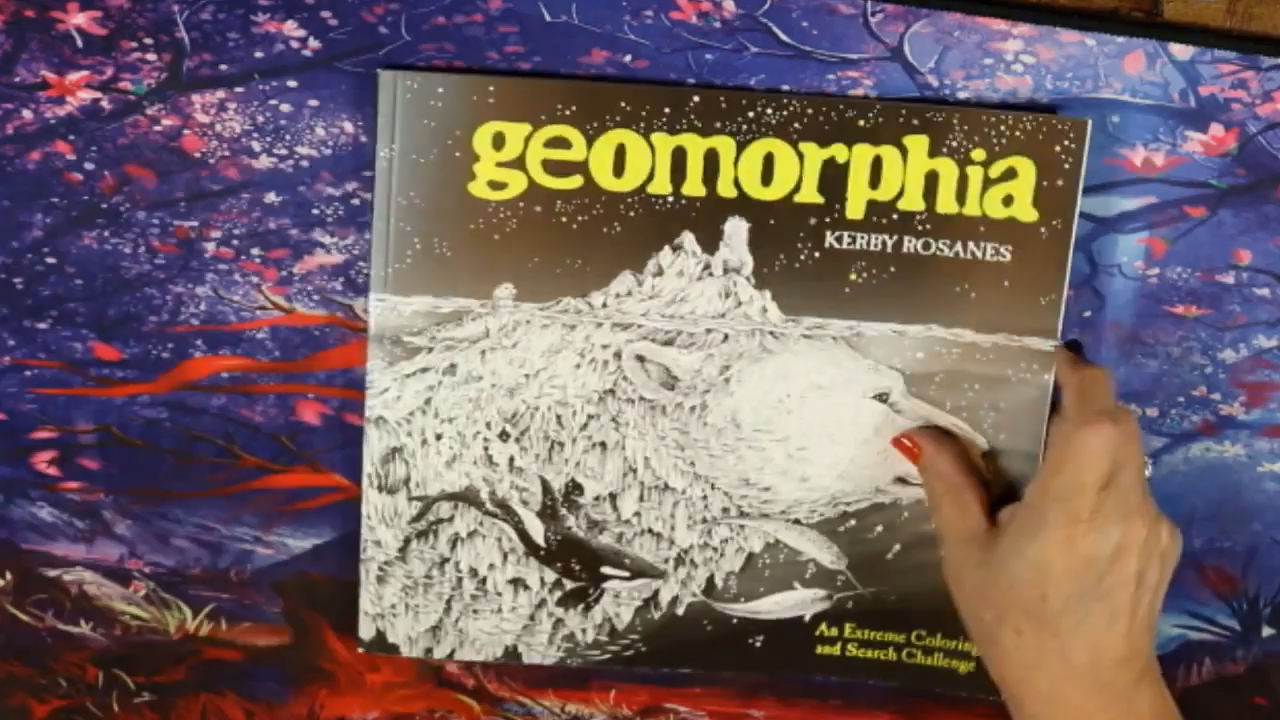 geomorphia
KERBY ROSANES
An Extreme Coloring
and Search Challenge